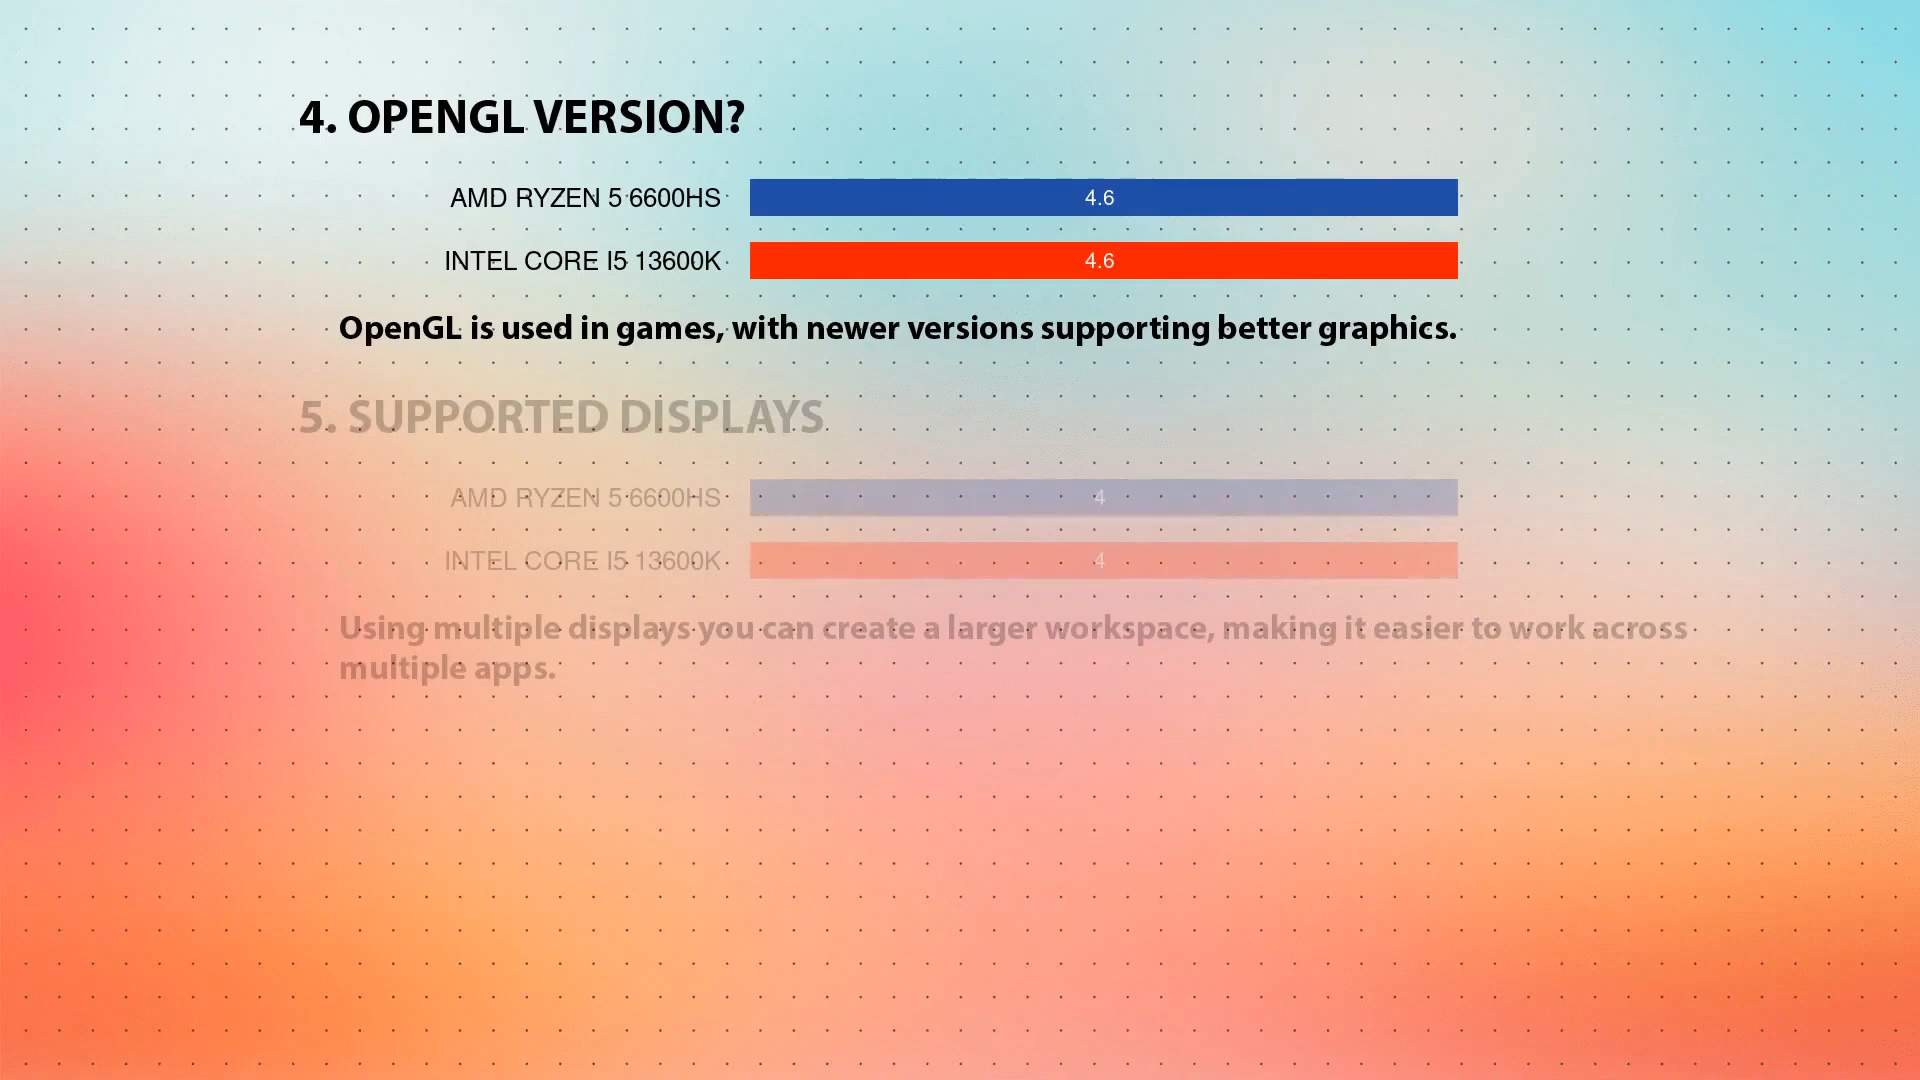 4. OPENGL VERSION?
AMD RYZEN 5 6600HS
4.6
INTEL CORE I5 13600K
4.6
OpenGL is used in games, with newer versions supporting better graphics.
5. SUPPORTED DISPLAYS
AMD RYZEN 5 6600HS
4
INTEL CORE I5 13600K
4
Using multiple displays you can create a larger workspace, making it easier to work across
multiple apps.